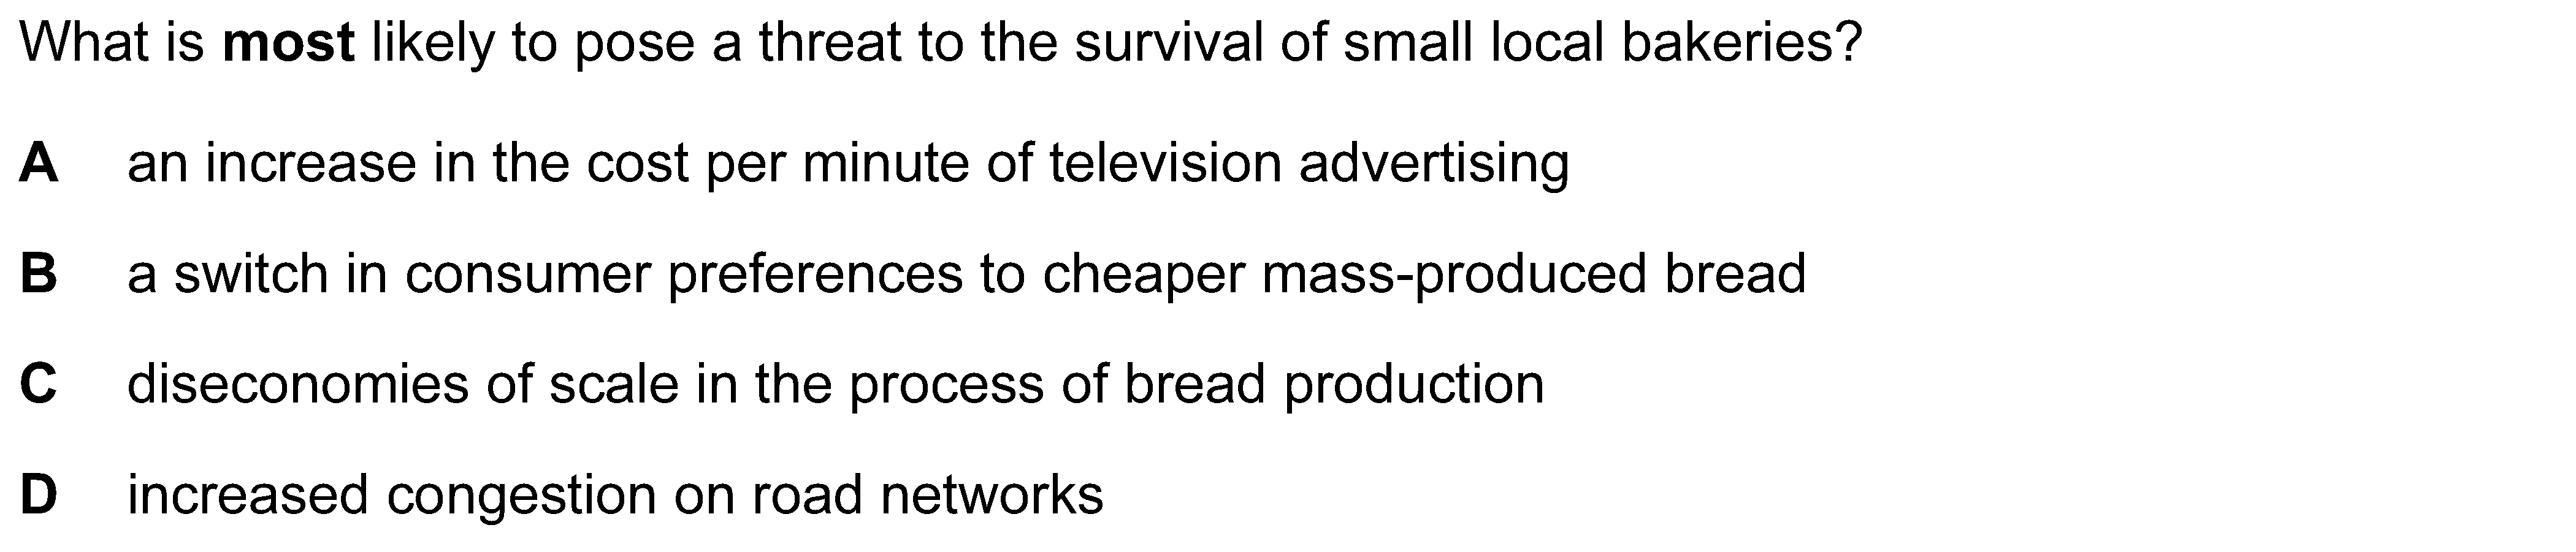 What is most likely to pose a threat to the survival of small local bakeries?
A an increase in the cost per minute of television advertising
B a switch in consumer preferences to cheaper mass-produced bread
C diseconomies of scale in the process of bread production
D increased congestion on road networks